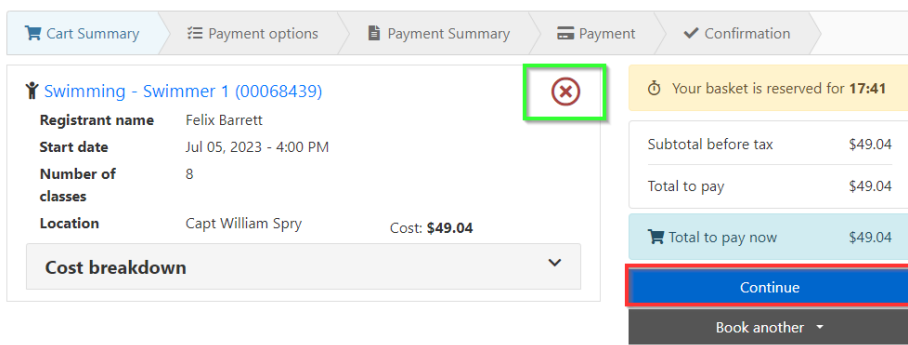 Cart Summary
Payment options
Payment Summary
Payment
Confirmation
Swimming - Swimmer 1 (00068439)
Registrant name Felix Barrett
Start date Jul 05, 2023 - 4:00 PM
Number of 8
classes
Location Capt William Spry Cost: $49.04
Cost breakdown
Your basket is reserved for 17:41
Subtotal before tax $49.04
Total to pay $49.04
Total to pay now $49.04
Continue
Book another